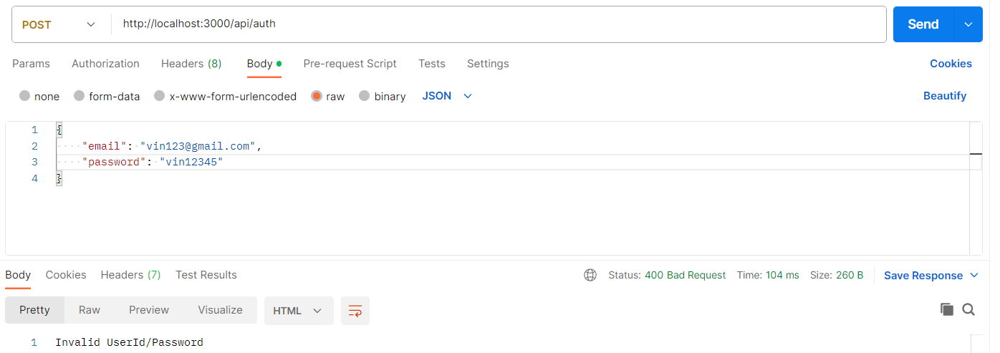 POST http://localhost:3000/api/auth Send
Params Authorization Headers (8) Body Pre-request Script Tests Settings Cookies
none form-data x-www-form-urlencoded raw binary JSON Beautify
1 {
2 "email": "vin123@gmail.com",
3 "password": "vin12345"
4 }
Body Cookies Headers (7) Test Results Status: 400 Bad Request Time: 104 ms Size: 260 B Save Response
Pretty Raw Preview Visualize HTML
1 Invalid UserId/Password